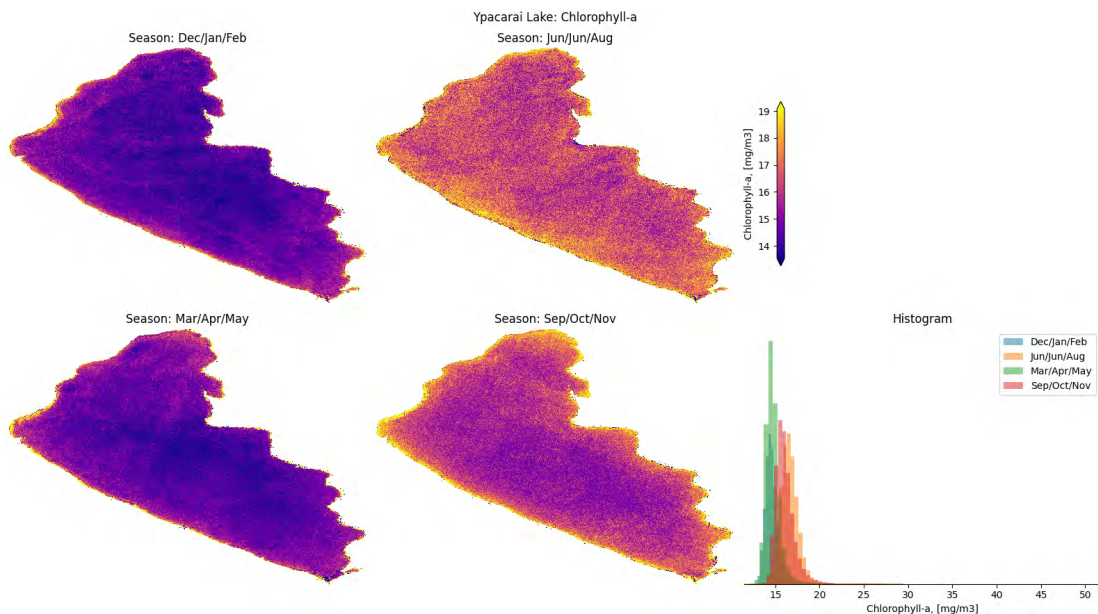 Ypacarai Lake: Chlorophyll-a
Season: Dec/Jan/Feb
Season: Jun/Jun/Aug
19
18
17
16
15
14
Chlorophyll-a, [mg/m3]
Season: Mar/Apr/May
Season: Sep/Oct/Nov
Histogram
Dec/Jan/Feb
Jun/Jun/Aug
Mar/Apr/May
Sep/Oct/Nov
15 20 25 30 35 40 45 50
Chlorophyll-a, [mg/m3]